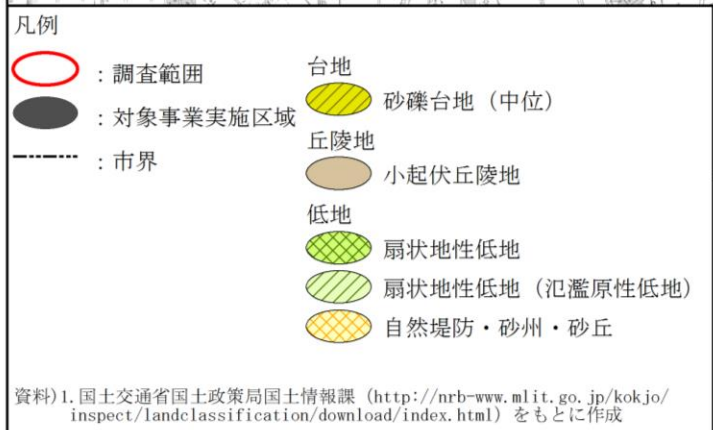 凡例
：調査範囲
：対象事業実施区域
：市界
台地
砂礫台地（中位）
丘陵地
小起伏丘陵地
低地
扇状地性低地
扇状地性低地（氾濫原性低地）
自然堤防・砂州・砂丘
資料)1.国土交通省国土政策局国土情報課（http://nrb-www.mlit.go.jp/kokjo/
inspect/landclassification/download/index.html）をもとに作成